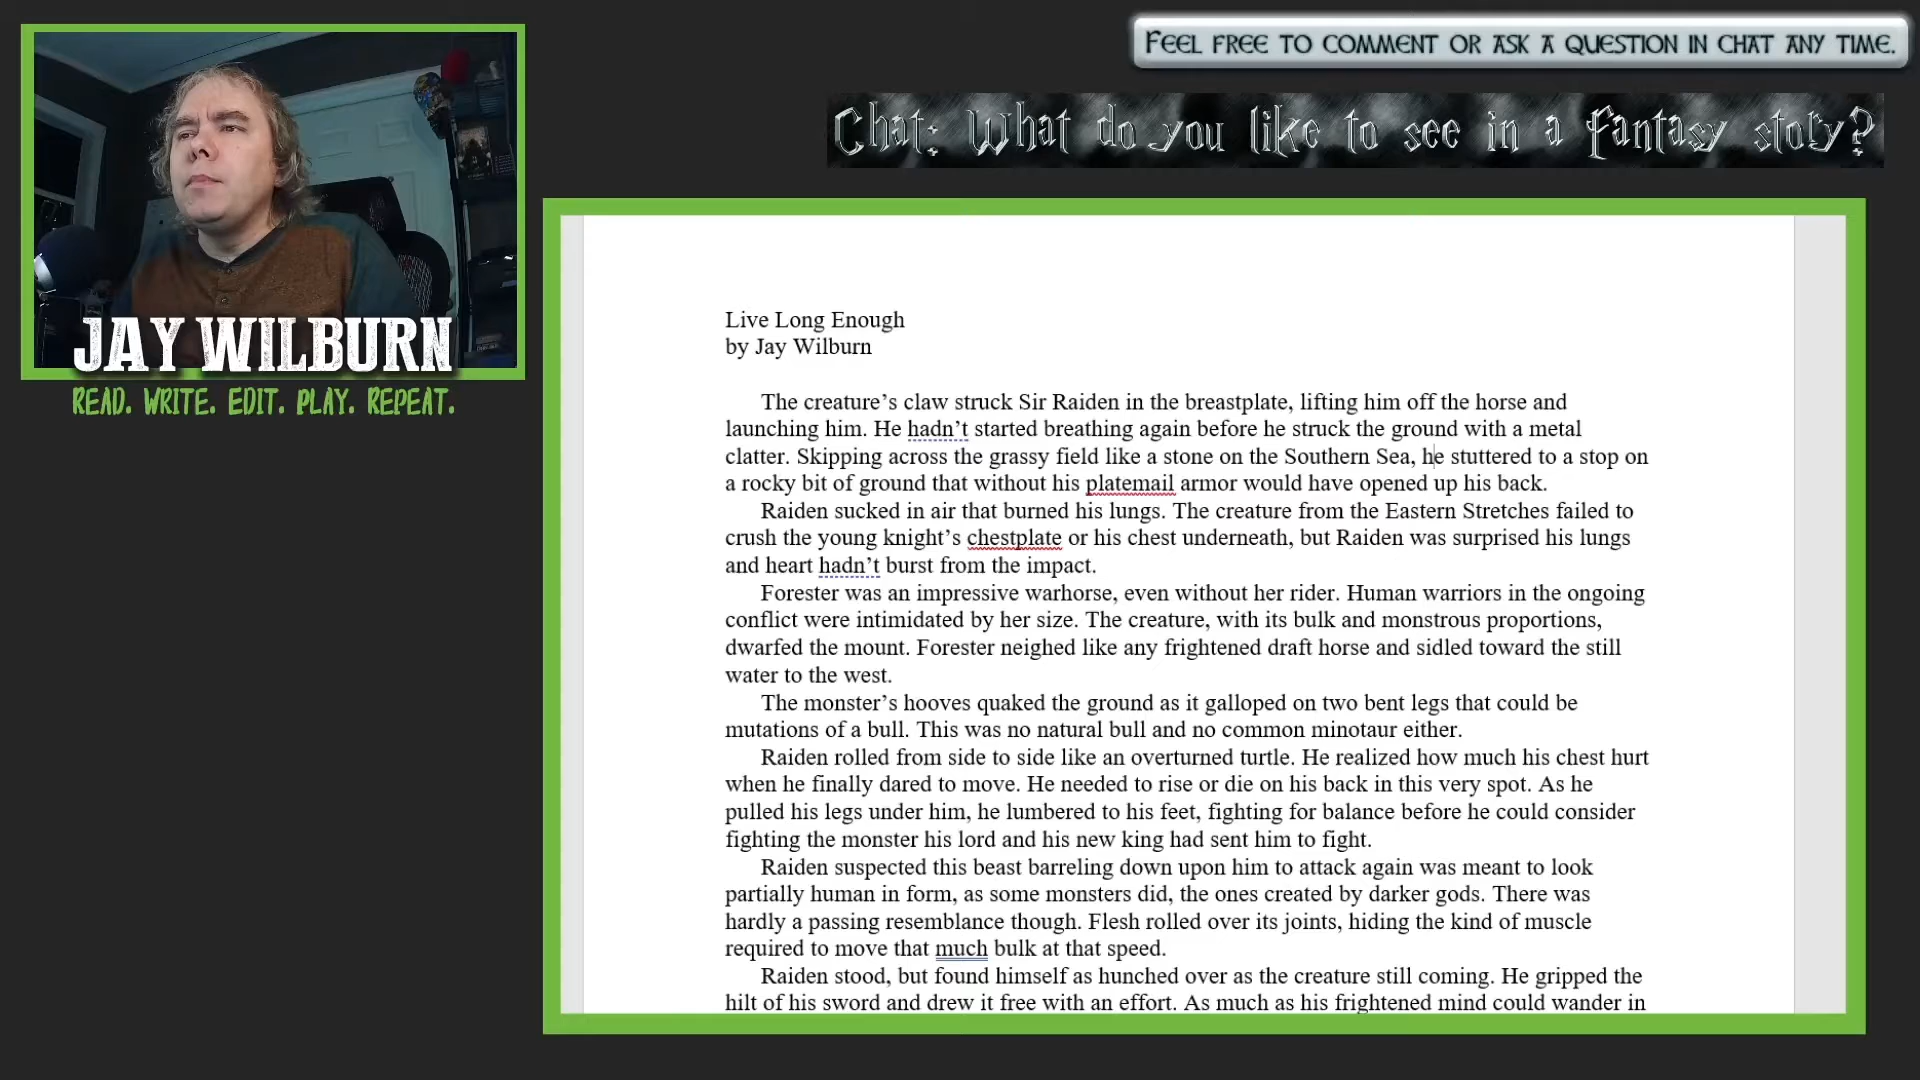 FEEL FREE TO COMMENT OR ASK A QUESTION IN CHAT ANY TIME.
Chat: What do you like to see in a fantasy story?
JAY WILBURN
READ. WRITE. EDIT. PLAY. REPEAT.
Live Long Enough
by Jay Wilburn
The creature’s claw struck Sir Raiden in the breastplate, lifting him off the horse and
launching him. He hadn’t started breathing again before he struck the ground with a metal
clatter. Skipping across the grassy field like a stone on the Southern Sea, he stuttered to a stop on
a rocky bit of ground that without his platemail armor would have opened up his back.
Raiden sucked in air that burned his lungs. The creature from the Eastern Stretches failed to
crush the young knight’s chestplate or his chest underneath, but Raiden was surprised his lungs
and heart hadn’t burst from the impact.
Forester was an impressive warhorse, even without her rider. Human warriors in the ongoing
conflict were intimidated by her size. The creature, with its bulk and monstrous proportions,
dwarfed the mount. Forester neighed like any frightened draft horse and sidled toward the still
water to the west.
The monster’s hooves quaked the ground as it galloped on two bent legs that could be
mutations of a bull. This was no natural bull and no common minotaur either.
Raiden rolled from side to side like an overturned turtle. He realized how much his chest hurt
when he finally dared to move. He needed to rise or die on his back in this very spot. As he
pulled his legs under him, he lumbered to his feet, fighting for balance before he could consider
fighting the monster his lord and his new king had sent him to fight.
Raiden suspected this beast barreling down upon him to attack again was meant to look
partially human in form, as some monsters did, the ones created by darker gods. There was
hardly a passing resemblance though. Flesh rolled over its joints, hiding the kind of muscle
required to move that much bulk at that speed.
Raiden stood, but found himself as hunched over as the creature still coming. He gripped the
hilt of his sword and drew it free with an effort. As much as his frightened mind could wander in